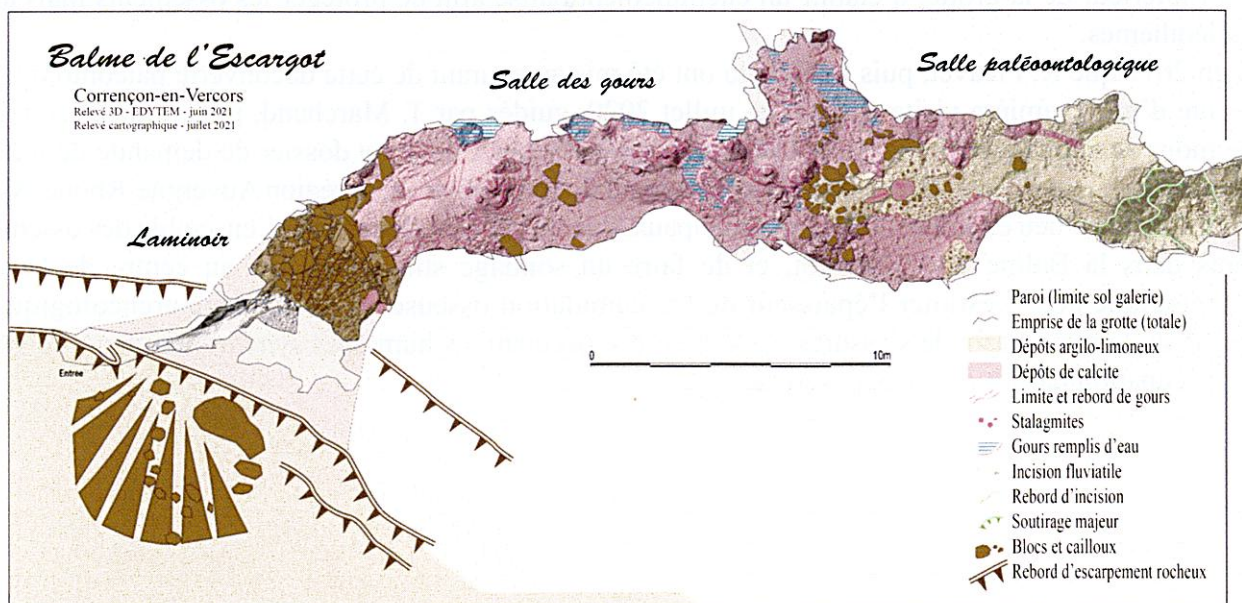 lépliomes.
Balme de l'Escargot
Corrençon-en-Vercors
Relevé 3D - EDYTEM - juin 2021
Relevé cartographique - juilet 2021
Salle des gours
Salle paléontologique
Laminoir
Entrée
0 10m
Paroi (limite sol galerie)
Emprise de la grotte (totale)
Dépôts argilo-limoneux
Dépôts de calcite
Limite et rebord de gours
Stalagmites
Gours remplis d'eau
Incision fluviatile
Rebord d'incision
Soutirage majeur
Blocs et cailloux
Rebord d'escarpement rocheux